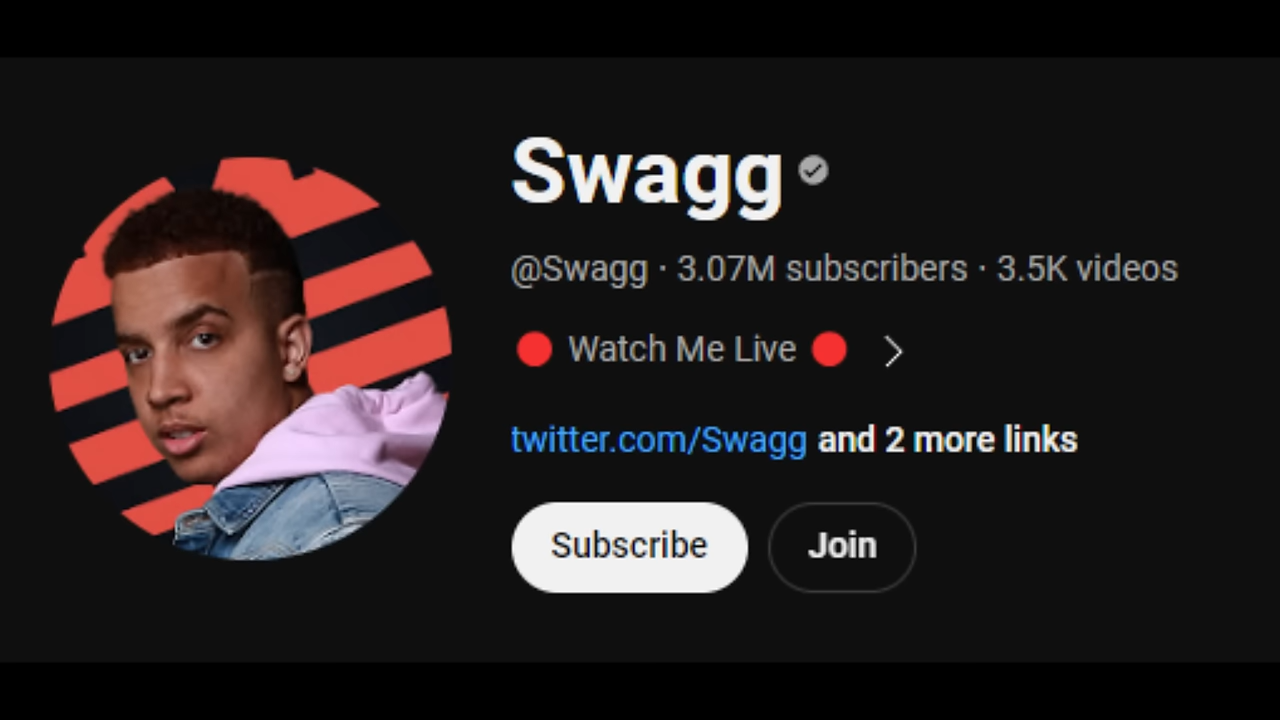 Swagg
@Swagg · 3.07M subscribers · 3.5K videos
🔴 Watch Me Live 🔴 >
twitter.com/Swagg and 2 more links
Subscribe Join